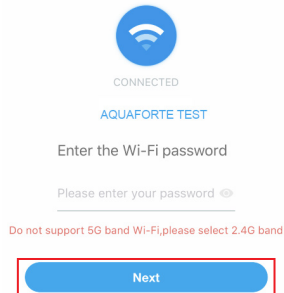 CONNECTED
AQUAFORTE TEST
Enter the Wi-Fi password
Please enter your password
Do not support 5G band Wi-Fi,please select 2.4G band
Next